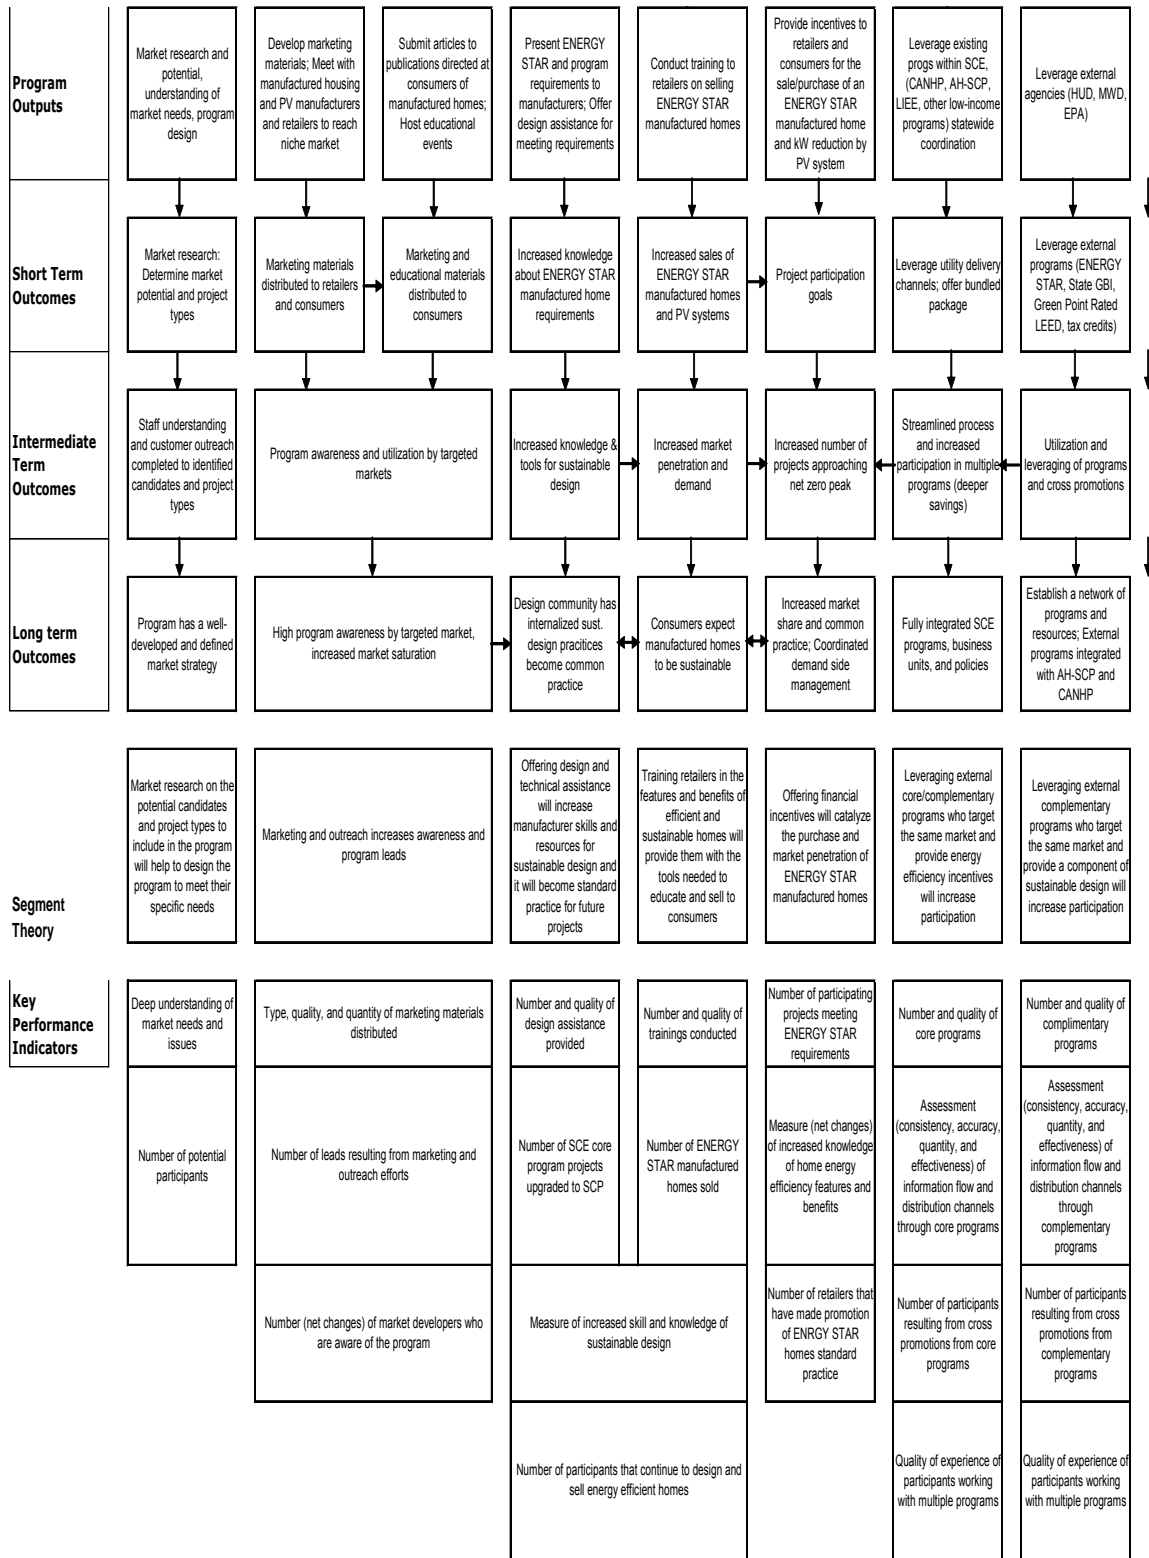 Program
Outputs
Market research and
potential,
understanding of
market needs, program
design
Develop marketing
materials; Meet with
manufactured housing
and PV manufacturers
and retailers to reach
niche market
Submit articles to
publications directed at
consumers of
manufactured homes;
Host educational
events
Present ENERGY
STAR and program
requirements to
manufacturers; Offer
design assistance for
meeting requirements
Conduct training to
retailers on selling
ENERGY STAR
manufactured homes
Provide incentives to
retailers and
consumers for the
sale/purchase of an
ENERGY STAR
manufactured home
and kW reduction by
PV system
Leverage existing
progs within SCE,
(CANHP, AH-SCP,
LIEE, other low-income
programs) statewide
coordination
Leverage external
agencies (HUD, MWD,
EPA)
Short Term
Outcomes
Market research:
Determine market
potential and project
types
Marketing materials
distributed to retailers
and consumers
Marketing and
educational materials
distributed to
consumers
Increased knowledge
about ENERGY STAR
manufactured home
requirements
Increased sales of
ENERGY STAR
manufactured homes
and PV systems
Project participation
goals
Leverage utility delivery
channels; offer bundled
package
Leverage external
programs (ENERGY
STAR, State GBI,
Green Point Rated
LEED, tax credits)
Intermediate
Term
Outcomes
Staff understanding
and customer outreach
completed to identified
candidates and project
types
Program awareness and utilization by targeted
markets
Increased knowledge &
tools for sustainable
design
Increased market
penetration and
demand
Increased number of
projects approaching
net zero peak
Streamlined process
and increased
participation in multiple
programs (deeper
savings)
Utilization and
leveraging of programs
and cross promotions
Long term
Outcomes
Program has a well-
developed and defined
market strategy
High program awareness by targeted market,
increased market saturation
Design community has
internalized sust.
design pracitices
become common
practice
Consumers expect
manufactured homes
to be sustainable
Increased market
share and common
practice; Coordinated
demand side
management
Fully integrated SCE
programs, business
units, and policies
Establish a network of
programs and
resources; External
programs integrated
with AH-SCP and
CANHP
Segment
Theory
Market research on the
potential candidates
and project types to
include in the program
will help to design the
program to meet their
specific needs
Marketing and outreach increases awareness and
program leads
Offering design and
technical assistance
will increase
manufacturer skills and
resources for
sustainable design and
it will become standard
practice for future
projects
Training retailers in the
features and benefits of
efficient and
sustainable homes will
provide them with the
tools needed to
educate and sell to
consumers
Offering financial
incentives will catalyze
the purchase and
market penetration of
ENERGY STAR
manufactured homes
Leveraging external
core/complementary
programs who target
the same market and
provide energy
efficiency incentives
will increase
participation
Leveraging external
complementary
programs who target
the same market and
provide a component of
sustainable design will
increase participation
Key
Performance
Indicators
Deep understanding of
market needs and
issues
Type, quality, and quantity of marketing materials
distributed
Number and quality of
design assistance
provided
Number and quality of
trainings conducted
Number of participating
projects meeting
ENERGY STAR
requirements
Number and quality of
core programs
Number and quality of
complimentary
programs
Number of potential
participants
Number of leads resulting from marketing and
outreach efforts
Number of SCE core
program projects
upgraded to SCP
Number of ENERGY
STAR manufactured
homes sold
Measure (net changes)
of increased knowledge
of home energy
efficiency features and
benefits
Assessment
(consistency, accuracy,
quantity, and
effectiveness) of
information flow and
distribution channels
through core programs
Assessment
(consistency, accuracy,
quantity, and
effectiveness) of
information flow and
distribution channels
through
complementary
programs
Number (net changes) of market developers who
are aware of the program
Measure of increased skill and knowledge of
sustainable design
Number of retailers that
have made promotion
of ENRGY STAR
homes standard
practice
Number of participants
resulting from cross
promotions from core
programs
Number of participants
resulting from cross
promotions from
complementary
programs
Number of participants that continue to design and
sell energy efficient homes
Quality of experience of
participants working
with multiple programs
Quality of experience of
participants working
with multiple programs